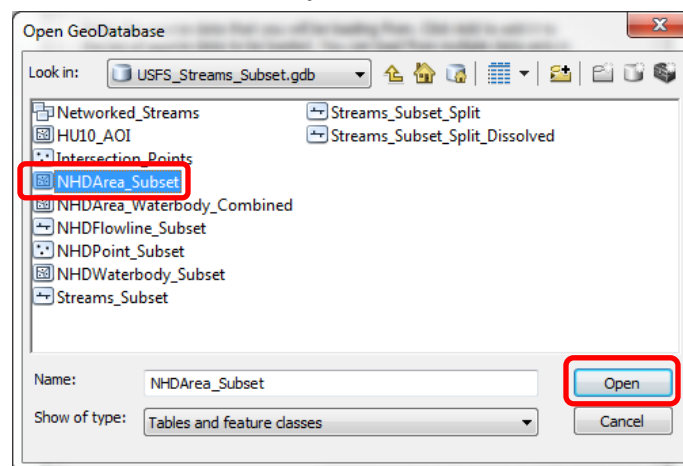 Open GeoDatabase
Look in: USFS_Streams_Subset.gdb
Networked_Streams
HU10_AOI
Intersection_Points
NHDArea_Subset
NHDArea_Waterbody_Combined
NHDFlowline_Subset
NHDPoint_Subset
NHDWaterbody_Subset
Streams_Subset
Streams_Subset_Split
Streams_Subset_Split_Dissolved
Name: NHDArea_Subset Open
Show of type: Tables and feature classes Cancel